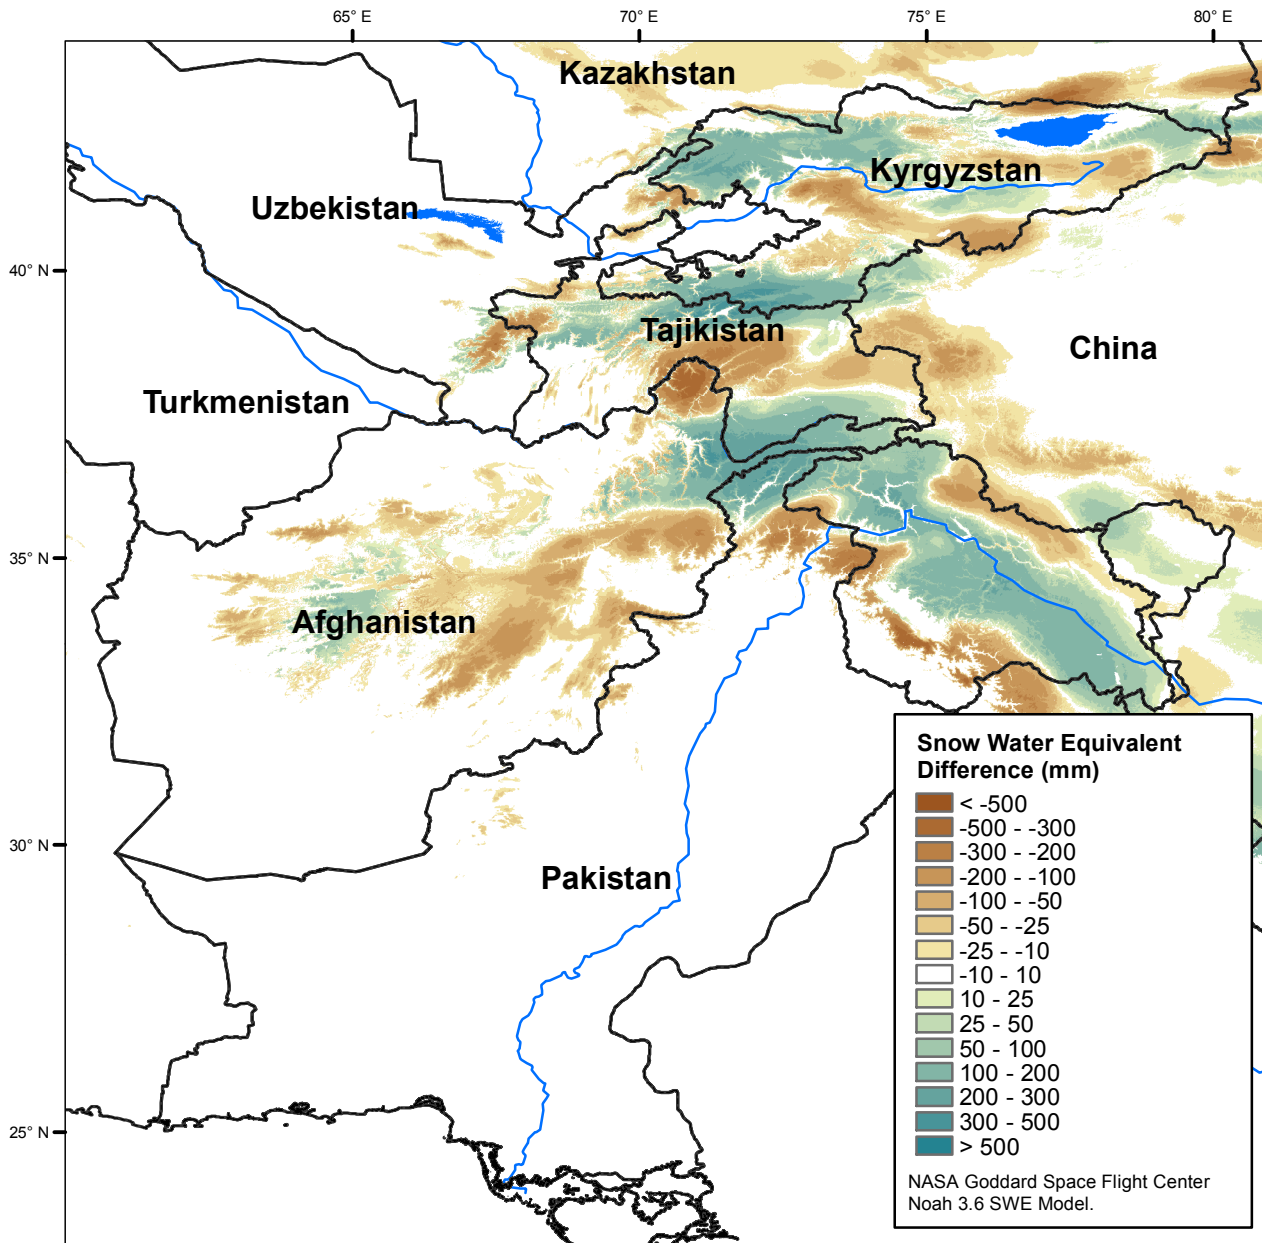 65° E
70° E
75° E
80° E
Kazakhstan
Kyrgyzstan
Uzbekistan
40° N
Tajikistan
China
Turkmenistan
35° N
Afghanistan
30° N
Pakistan
25° N
Snow Water Equivalent
Difference (mm)
< -500
-500 - -300
-300 - -200
-200 - -100
-100 - -50
-50 - -25
-25 - -10
-10 - 10
10 - 25
25 - 50
50 - 100
100 - 200
200 - 300
300 - 500
> 500
NASA Goddard Space Flight Center
Noah 3.6 SWE Model.